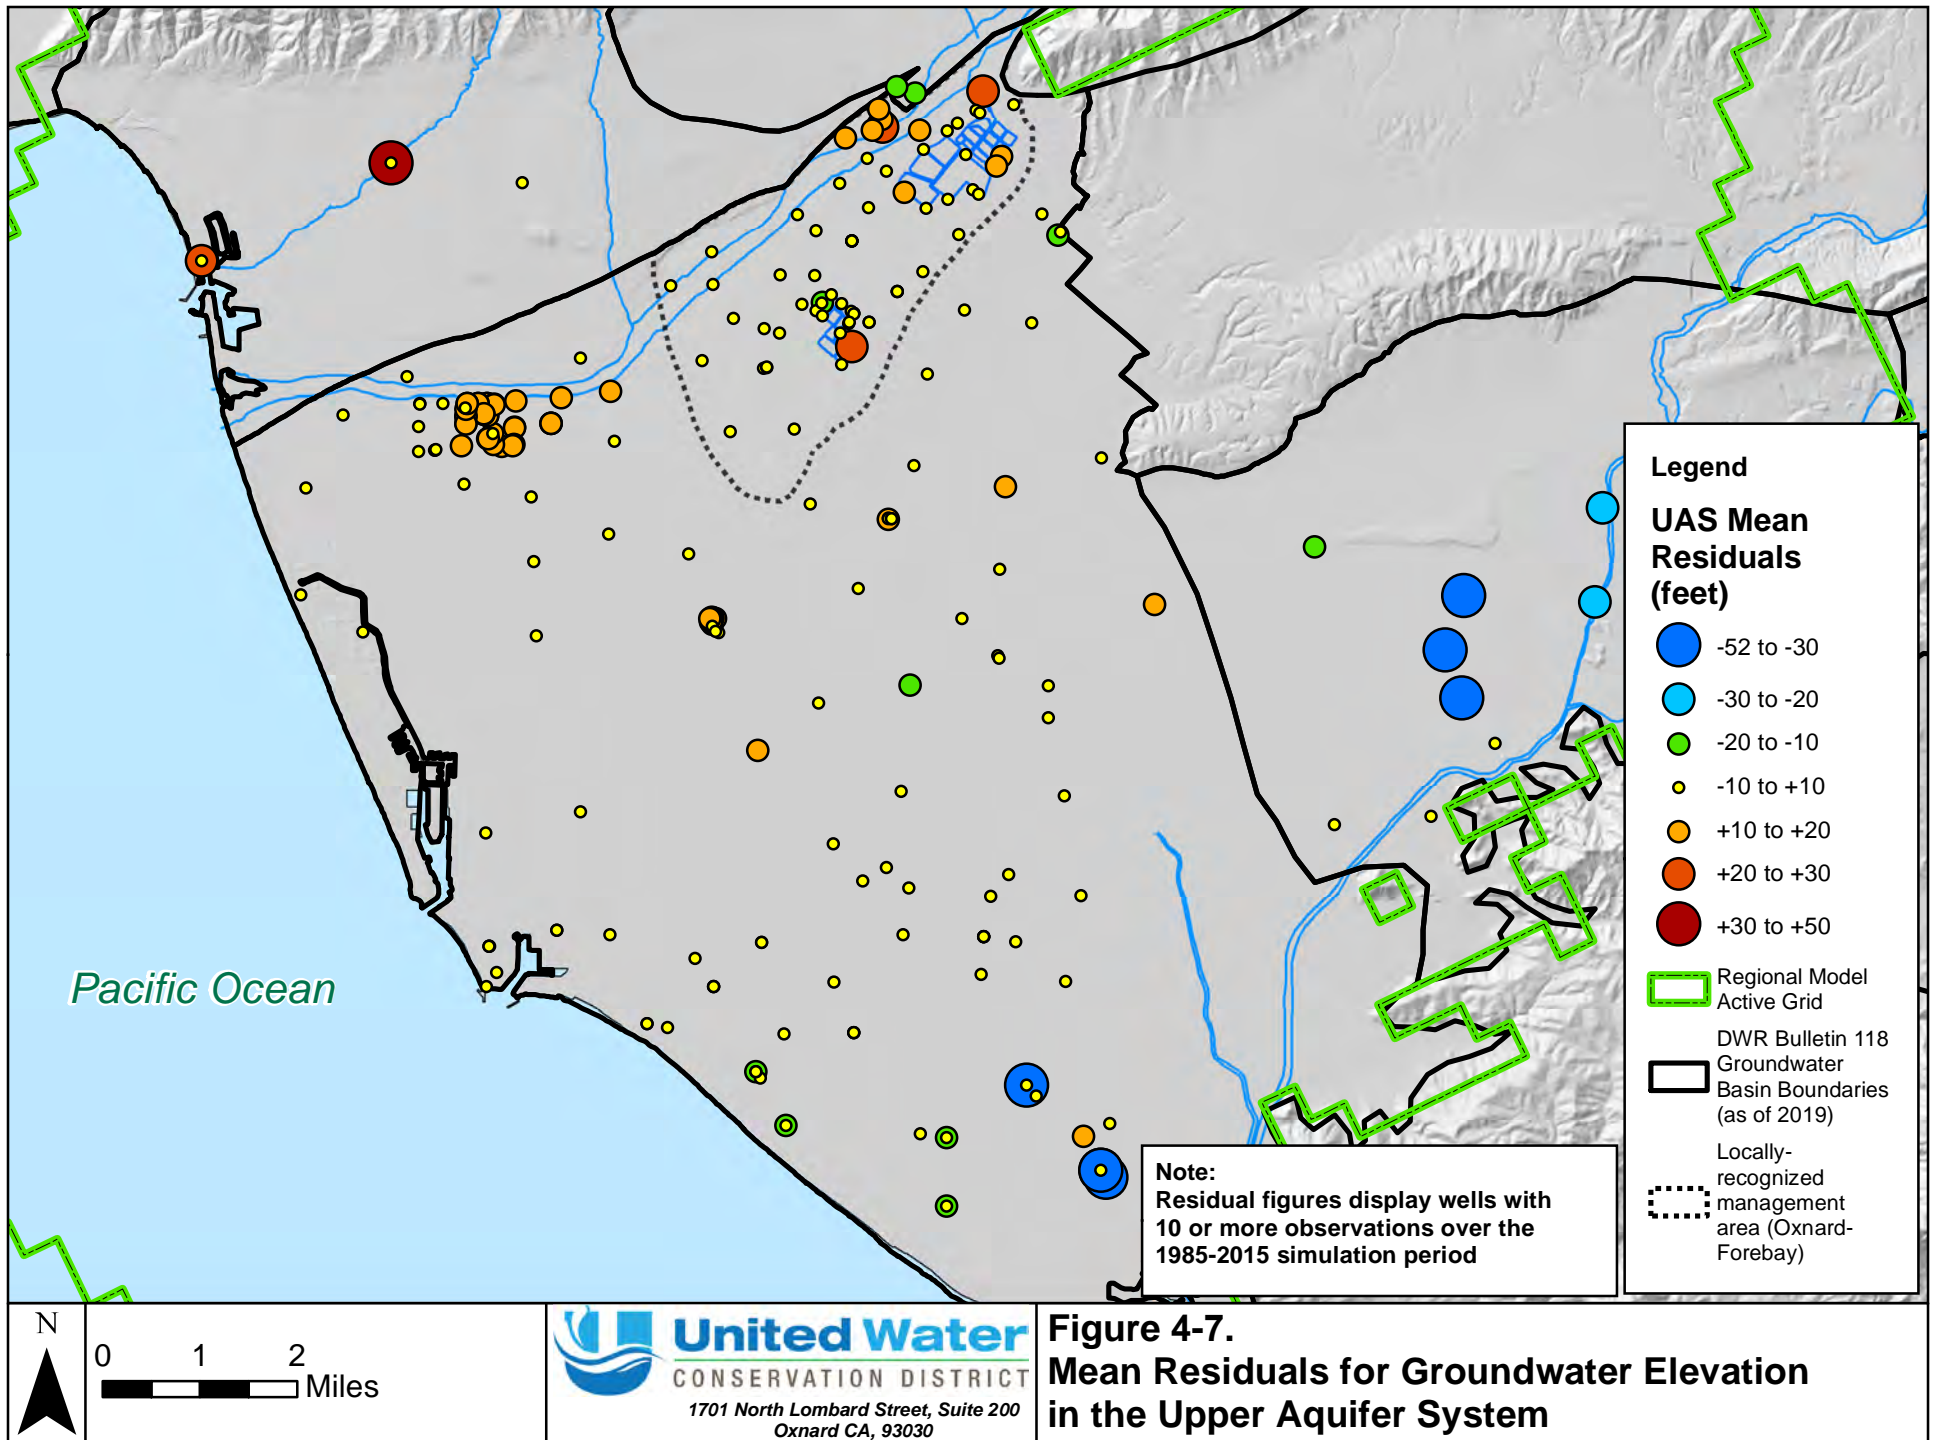 Pacific Ocean
Legend
UAS Mean
Residuals
(feet)
-52 to -30
-30 to -20
-20 to -10
-10 to +10
+10 to +20
+20 to +30
+30 to +50
Regional Model
Active Grid
DWR Bulletin 118
Groundwater
Basin Boundaries
(as of 2019)
Locally-
recognized
management
area (Oxnard-
Forebay)
Note:
Residual figures display wells with
10 or more observations over the
1985-2015 simulation period
N
0 1 2
Miles
United Water
CONSERVATION DISTRICT
1701 North Lombard Street, Suite 200
Oxnard CA, 93030
Figure 4-7.
Mean Residuals for Groundwater Elevation
in the Upper Aquifer System